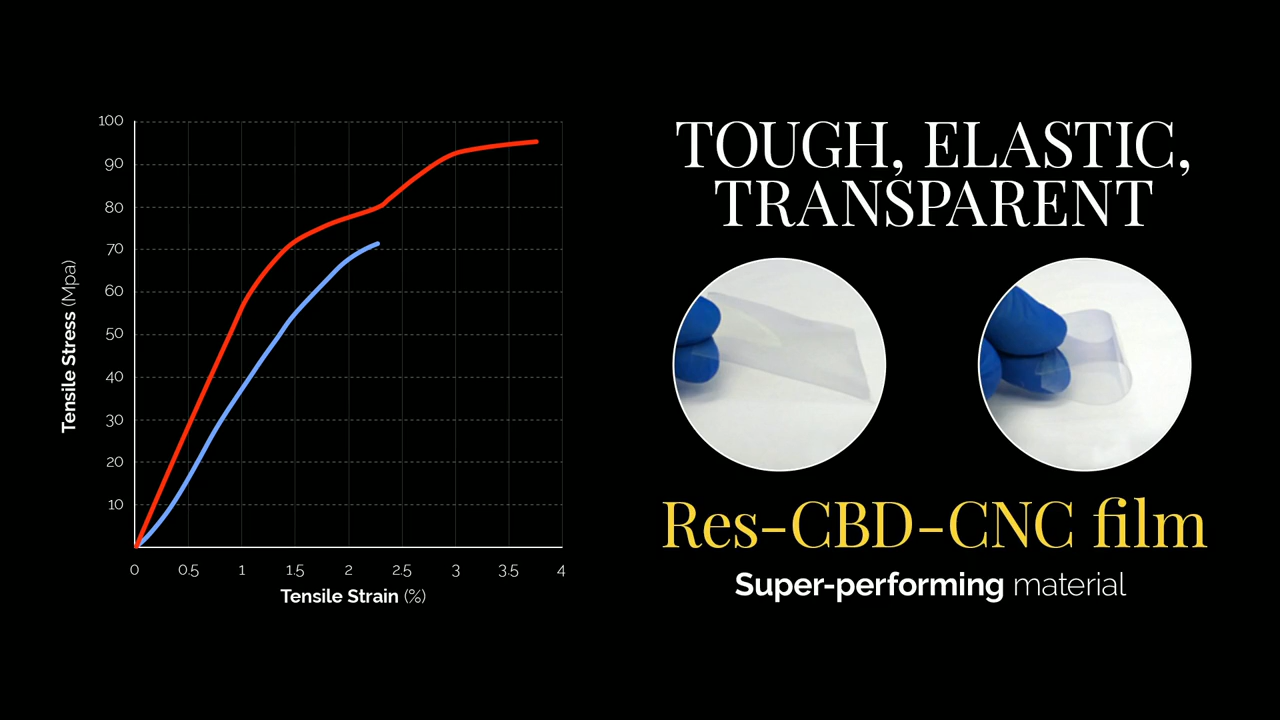 100
90
80
70
60
50
40
30
20
10
0 0.5 1 1.5 2 2.5 3 3.5 4
Tensile Stress (Mpa)
Tensile Strain (%)
TOUGH, ELASTIC,
TRANSPARENT
Res-CBD-CNC film
Super-performing material